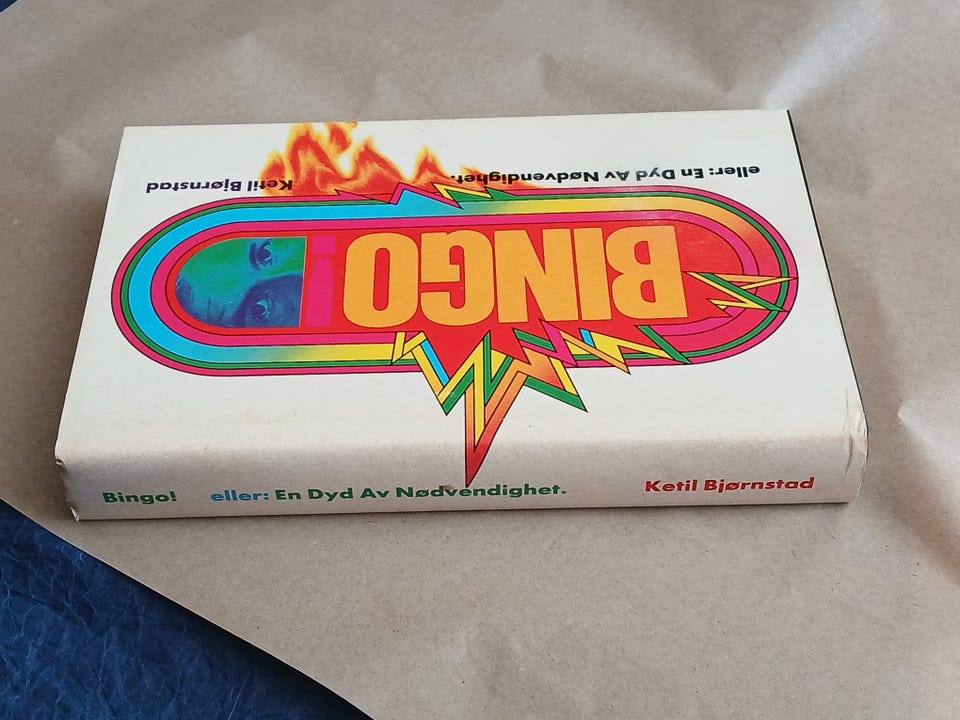 BINGO!
eller: En Dyd Av Nødvendighet. Ketil Bjørnstad
Bingo! eller: En Dyd Av Nødvendighet. Ketil Bjørnstad